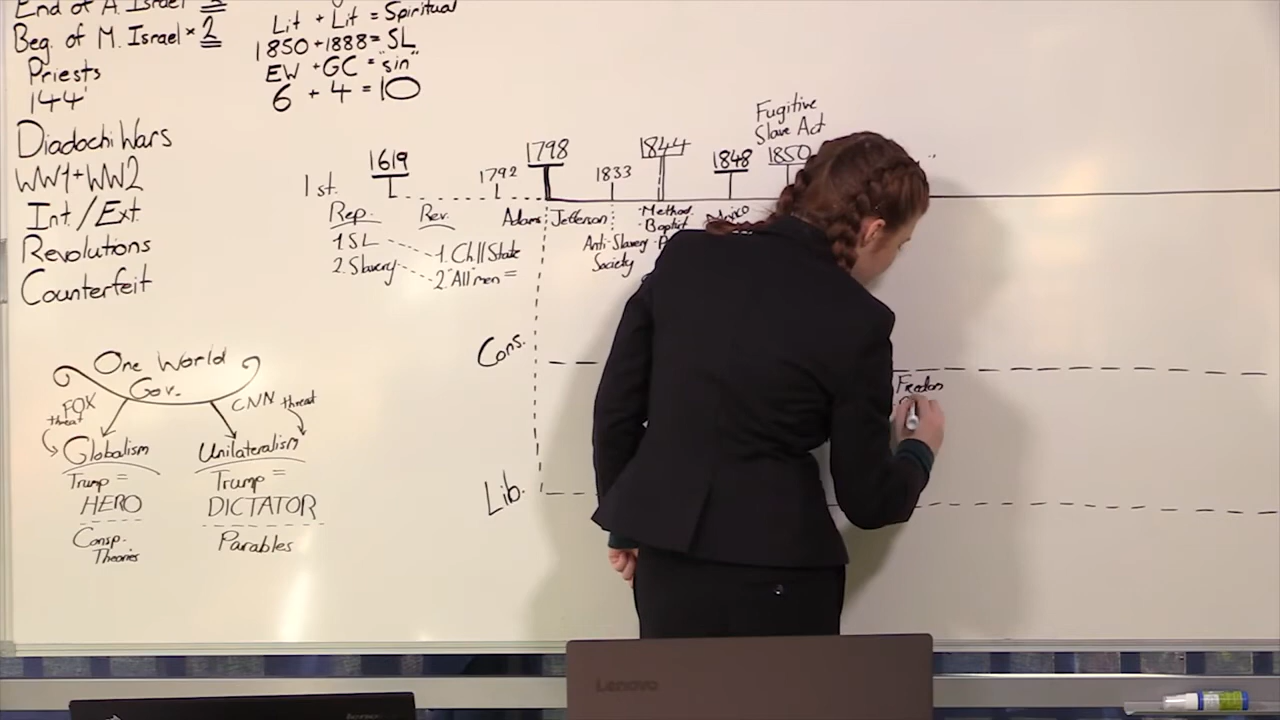 End of A. Israel
Beg. of M. Israel * 2
Priests
144'
Diadochi Wars
WW1+WW2
Int./Ext.
Revolutions
Counterfeit
Lit + Lit = Spiritual
1850+1888= SL
EW + GC = "sin"
6 + 4 = 10
Fugitive
Slave Act
1619 1792 1798 1833 1844 1848 1850
1st.
Rep. Rev. Adams Jefferson
1. SL 1. Ch // State
2. Slavery 2. "All men =
Anti-Slavery
Society
· Method.
· Baptist
Mexico
Cons.
Lib.
One World
Gov.
FOX
threat
CNN threat
Globalism Unilateralism
Trump = Trump =
HERO DICTATOR
Consp. Parables
Theories
Lenovo